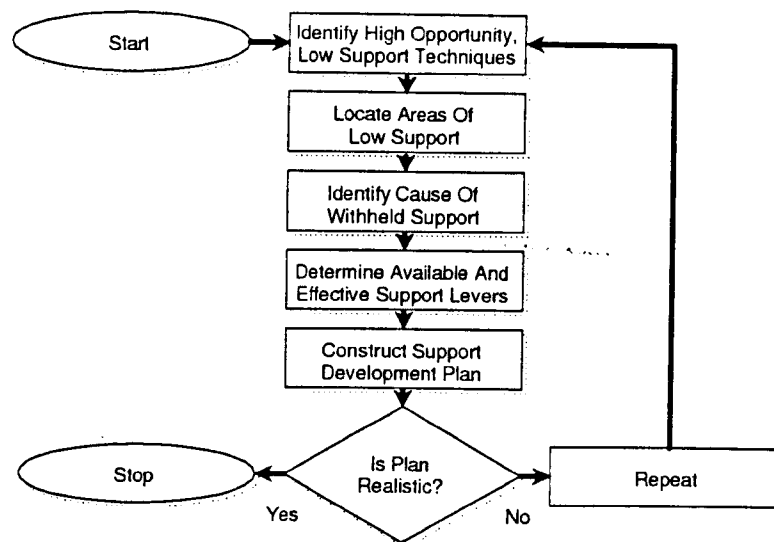 Start
Identify High Opportunity,
Low Support Techniques
Locate Areas Of
Low Support
Identify Cause Of
Withheld Support
Determine Available And
Effective Support Levers
Construct Support
Development Plan
Is Plan
Realistic?
Stop
Repeat
Yes
No